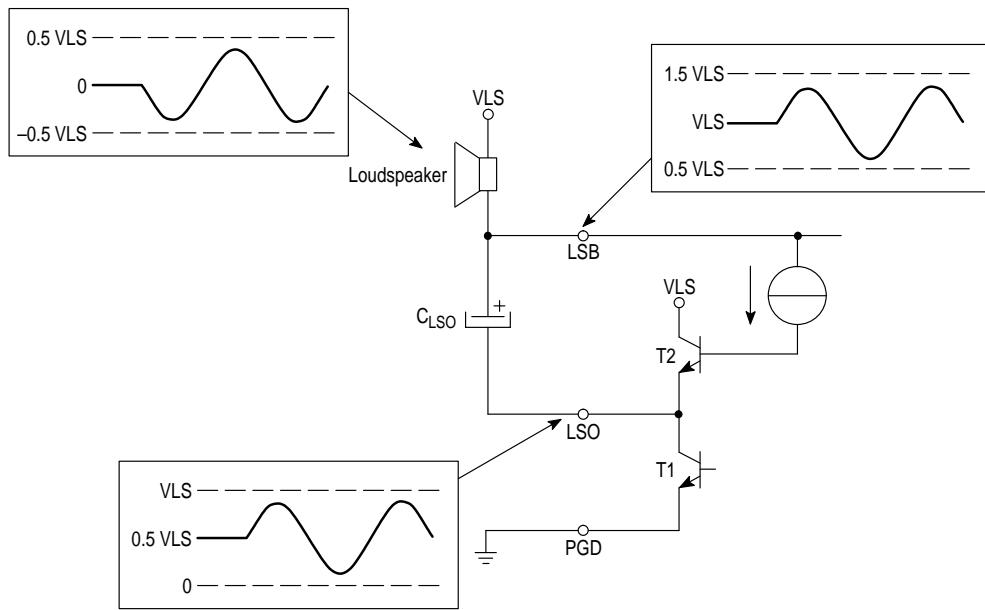 0.5 VLS
0
–0.5 VLS
VLS
Loudspeaker
1.5 VLS
VLS
0.5 VLS
LSB
VLS
+
CLSO
T2
LSO
T1
VLS
0.5 VLS
0
PGD